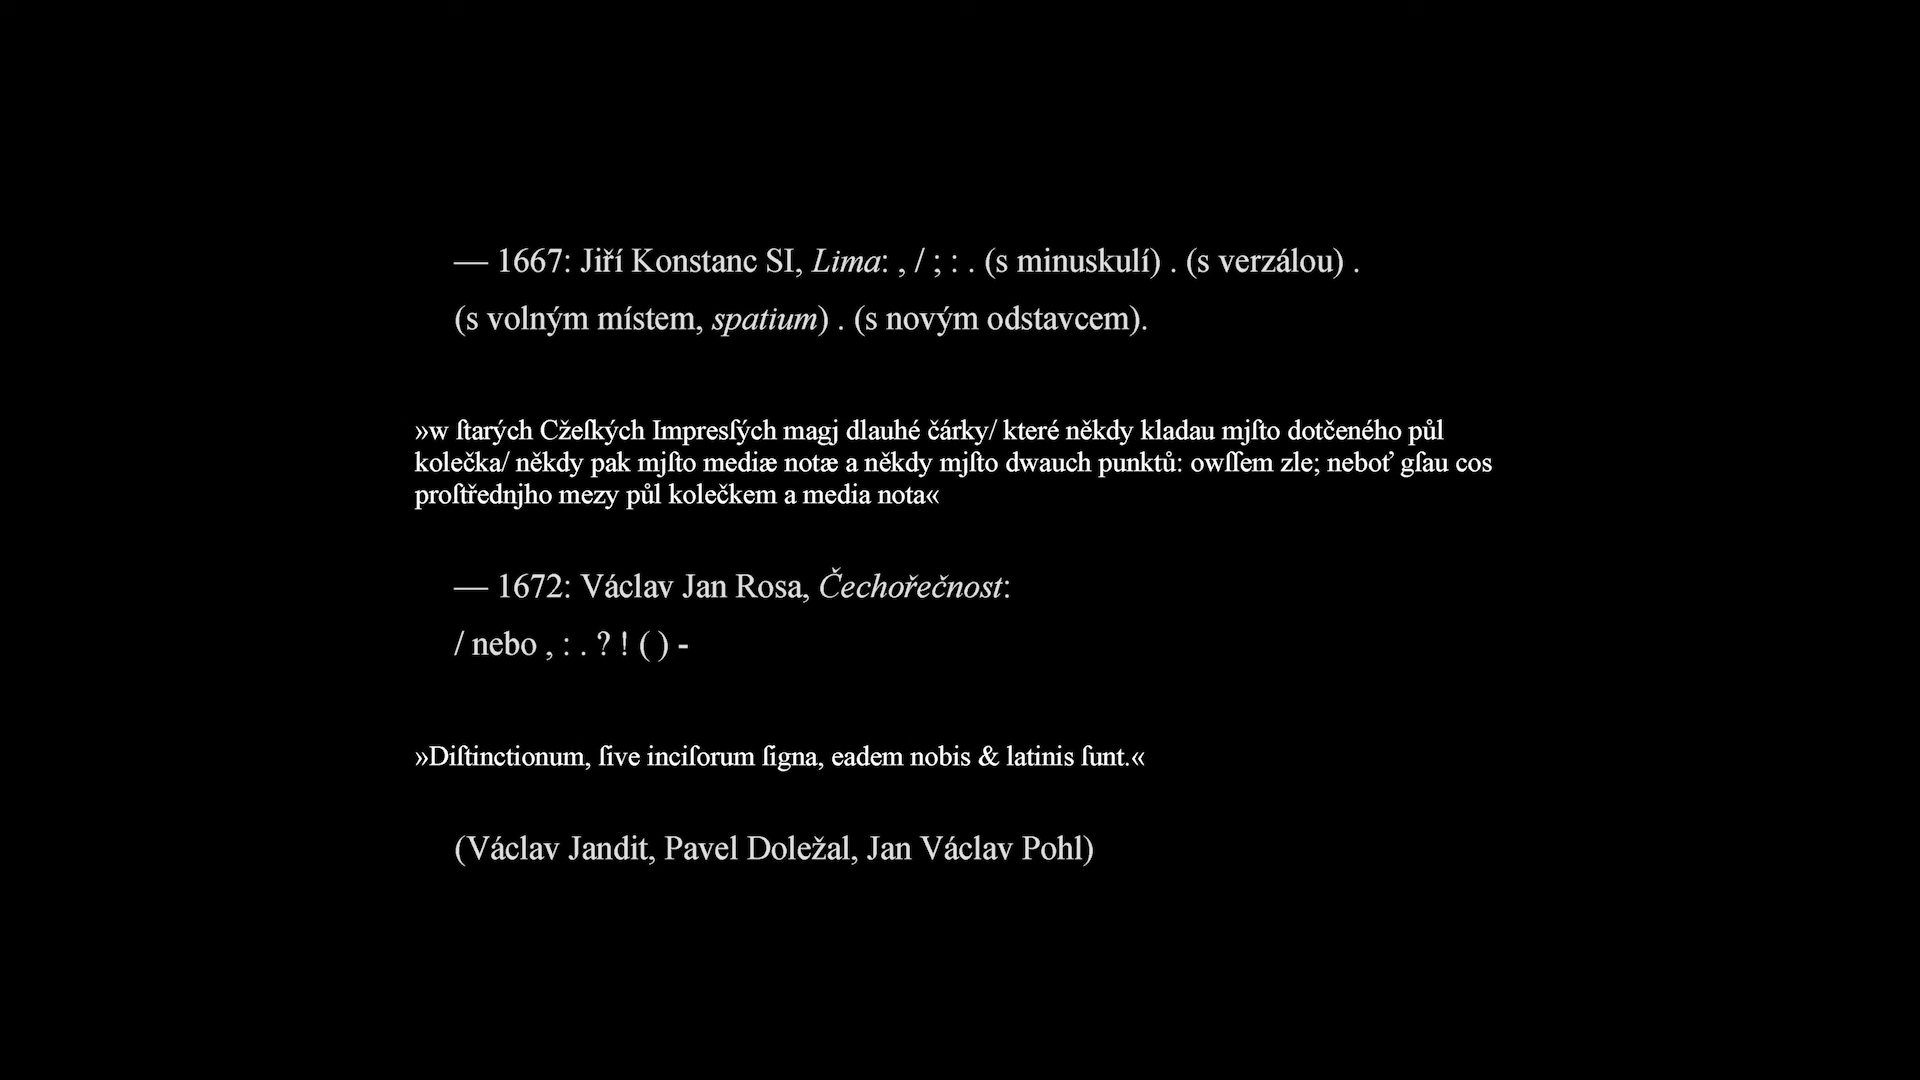 — 1667: Jiří Konstanc SI, Lima: , / ; : . (s minuskulí) . (s verzálou) .
(s volným místem, spatium) . (s novým odstavcem).
»w ſtarých Cžeſkých Impresſých magj dlauhé čárky/ které někdy kladau mjſto dotčeného půl
kolečka/ někdy pak mjſto mediæ notæ a někdy mjſto dwauch punktů: owſſem zle; neboť gſau cos
proſtřednjho mezy půl kolečkem a media nota«
— 1672: Václav Jan Rosa, Čechořečnost:
/ nebo , : . ? ! ( ) -
»Diſtinctionum, ſive inciſorum ſigna, eadem nobis & latinis ſunt.«
(Václav Jandit, Pavel Doležal, Jan Václav Pohl)